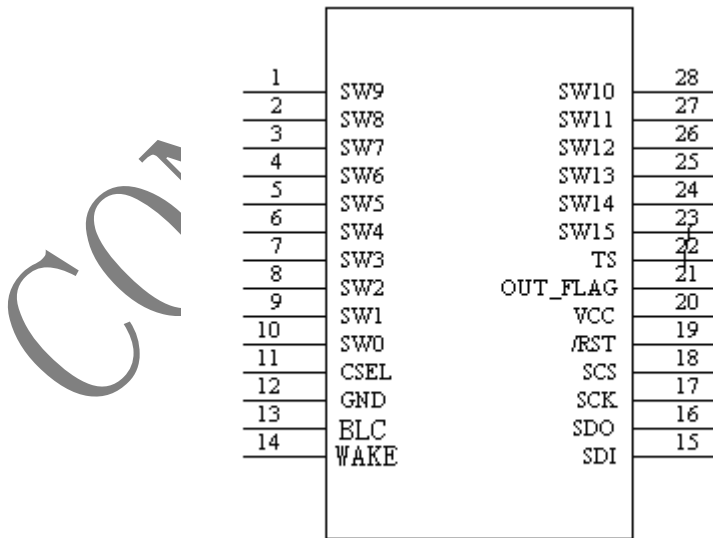 1 SW9 SW10 28
2 SW8 SW11 27
3 SW7 SW12 26
4 SW6 SW13 25
5 SW5 SW14 24
6 SW4 SW15 23
7 SW3 TS 22
8 SW2 OUT_FLAG 21
9 SW1 VCC 20
10 SW0 /RST 19
11 CSEL SCS 18
12 GND SCK 17
13 BLC SDO 16
14 WAKE SDI 15